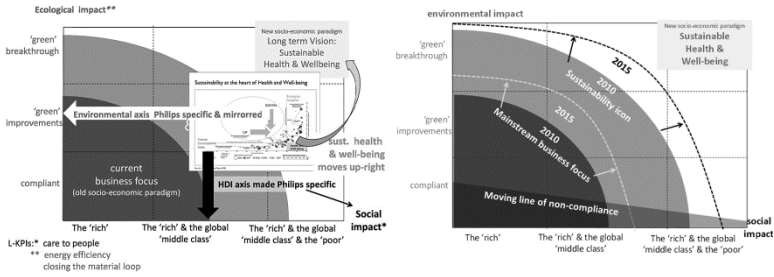 Ecological impact**
'green'
breakthrough
'green'
improvements
compliant
New socio-economic paradigm
Long term Vision:
Sustainable
Health & Wellbeing
Sustainability at the heart of Health and Well-being
Environmental axis Philips specific & mirrorred
sust. health
& well-being
moves up-right
current
business focus
(old socio-economic paradigm)
HDI axis made Philips specific
Social
impact*
The 'rich'
The 'rich' & the global
'middle class'
The 'rich' & the global
'middle class' & the 'poor'
L-KPIs:* care to people
** energy efficiency
closing the material loop
environmental impact
'green'
breakthrough
'green'
improvements
compliant
New socio-economic paradigm
Sustainable
Health &
Well-being
2015
2010
Sustainability icon
2015
2010
Mainstream business focus
Moving line of non-compliance
social
impact
The 'rich'
The 'rich' & the global
'middle class'
The 'rich' & the global
'middle class' & the 'poor'